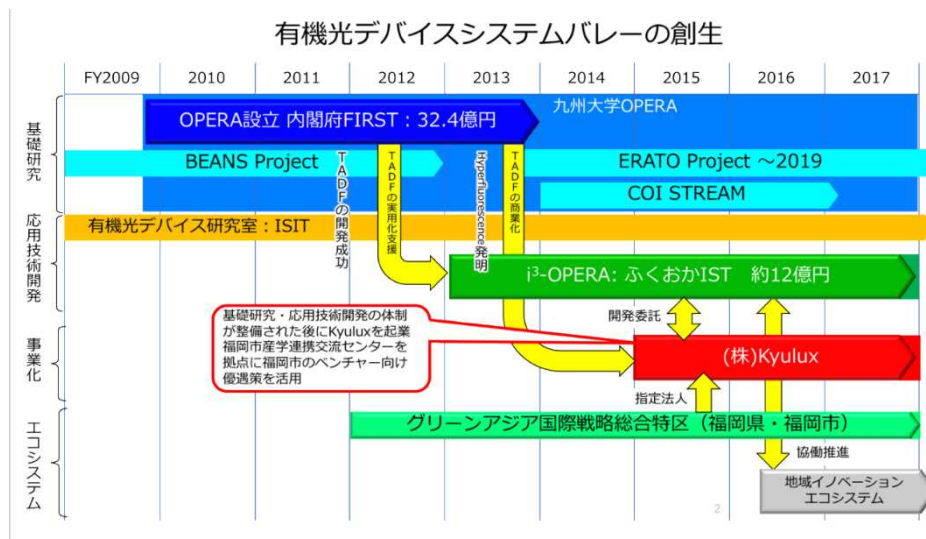 有機光デバイスシステムバレーの創生
FY2009 2010 2011 2012 2013 2014 2015 2016 2017
基礎研究
OPERA設立 内閣府FIRST：32.4億円
九州大学OPERA
BEANS Project
TADFの開発成功
TADFの実用化支援
Hyperfluorescence発明
TADFの商業化
ERATO Project ～2019
COI STREAM
応用技術開発
有機光デバイス研究室：ISIT
i³-OPERA: ふくおかIST 約12億円
開発委託
事業化
基礎研究・応用技術開発の体制
が整備された後にKyuluxを起業
福岡市産学連携交流センターを
拠点に福岡市のベンチャー向け
優遇策を活用
(株)Kyulux
指定法人
エコシステム
グリーンアジア国際戦略総合特区（福岡県・福岡市）
協働推進
地域イノベーション
エコシステム
2